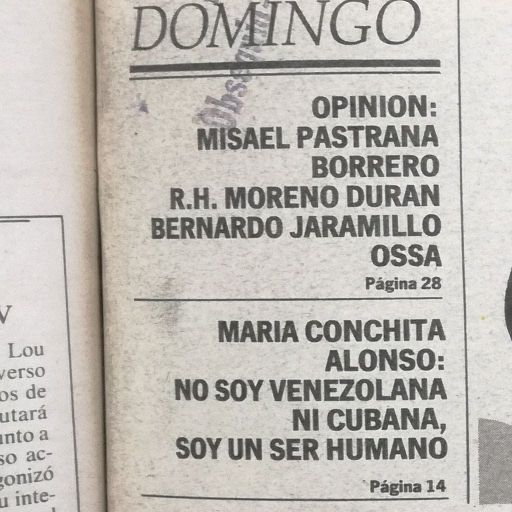 DOMINGO
Obsequio
OPINION:
MISAEL PASTRANA
BORRERO
R.H. MORENO DURAN
BERNARDO JARAMILLO
OSSA
Página 28
MARIA CONCHITA
ALONSO:
NO SOY VENEZOLANA
NI CUBANA,
SOY UN SER HUMANO
Página 14
V
Lou
verso
os de
utará
unto a
so ac-
gonizó
u inte-